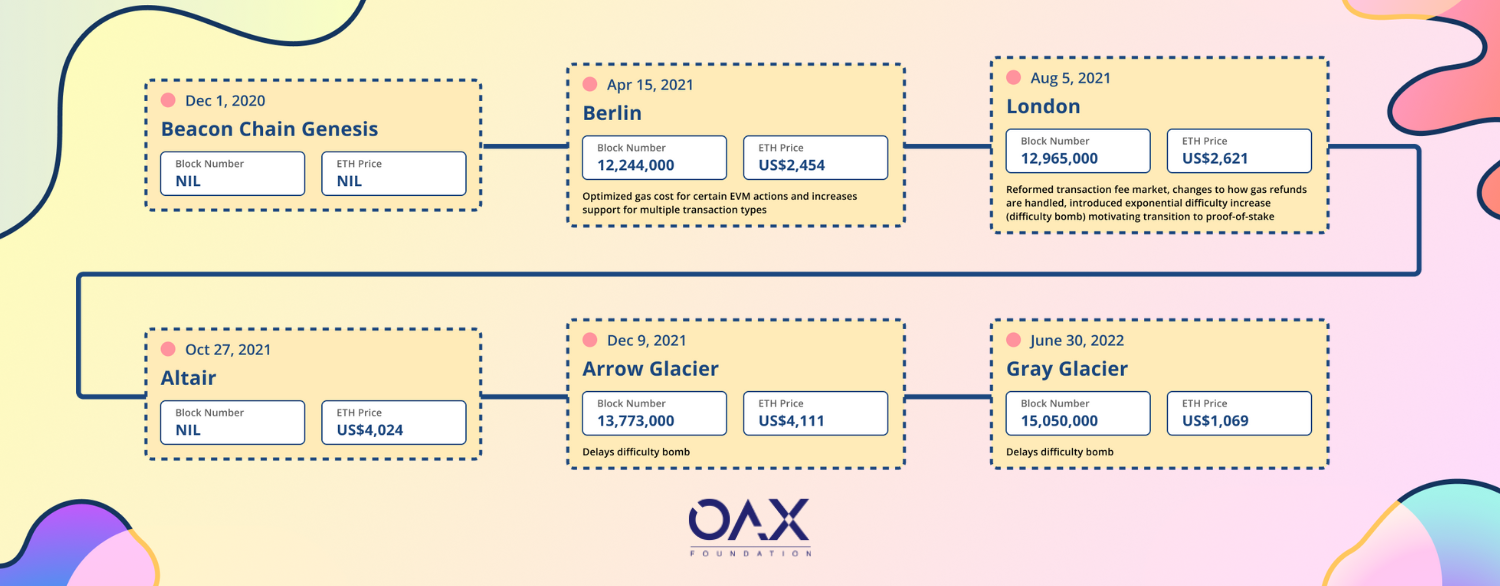 Dec 1, 2020
Beacon Chain Genesis
Block Number
NIL
ETH Price
NIL
Apr 15, 2021
Berlin
Block Number
12,244,000
ETH Price
US$2,454
Optimized gas cost for certain EVM actions and increases
support for multiple transaction types
Aug 5, 2021
London
Block Number
12,965,000
ETH Price
US$2,621
Reformed transaction fee market, changes to how gas refunds
are handled, introduced exponential difficulty increase
(difficulty bomb) motivating transition to proof-of-stake
Oct 27, 2021
Altair
Block Number
NIL
ETH Price
US$4,024
Dec 9, 2021
Arrow Glacier
Block Number
13,773,000
ETH Price
US$4,111
Delays difficulty bomb
June 30, 2022
Gray Glacier
Block Number
15,050,000
ETH Price
US$1,069
Delays difficulty bomb
OAX
FOUNDATION